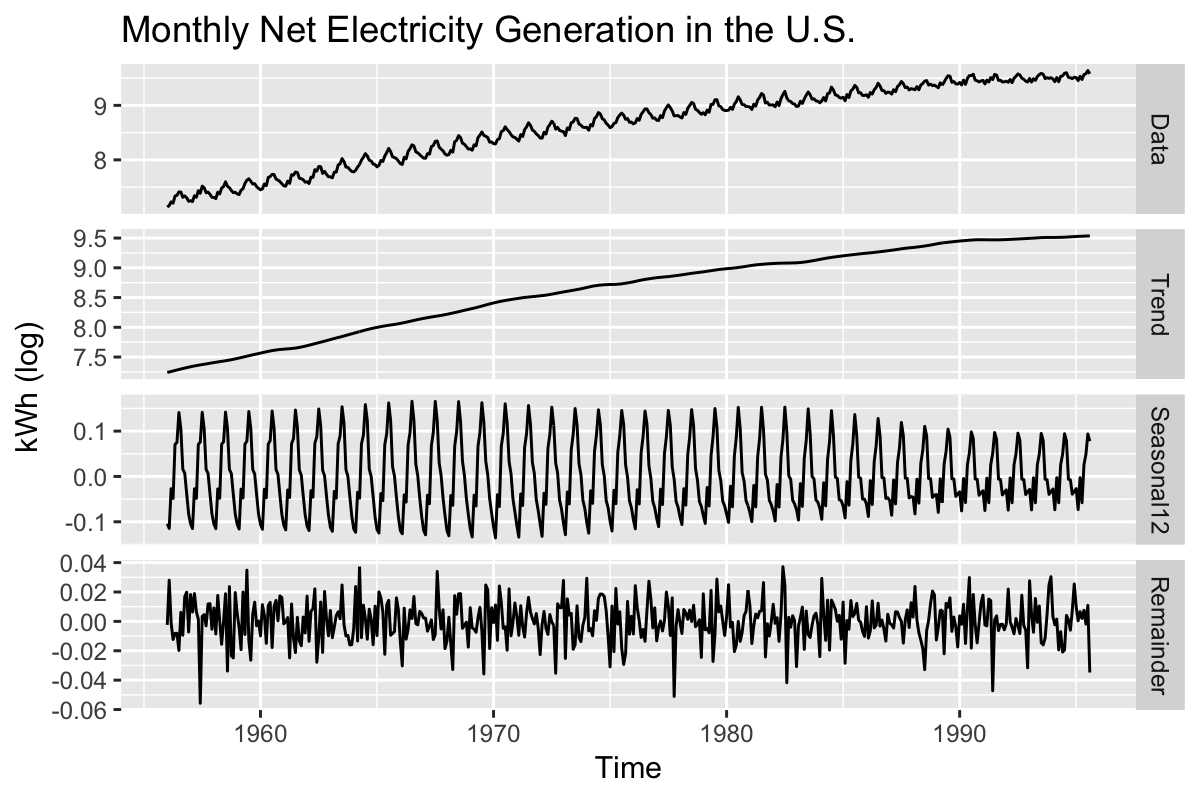 Monthly Net Electricity Generation in the U.S.
kWh (log)
9
8
Data
9.5
9.0
8.5
8.0
7.5
Trend
0.1
0.0
-0.1
Seasonal12
0.04
0.02
0.00
-0.02
-0.04
-0.06
Remainder
1960 1970 1980 1990
Time